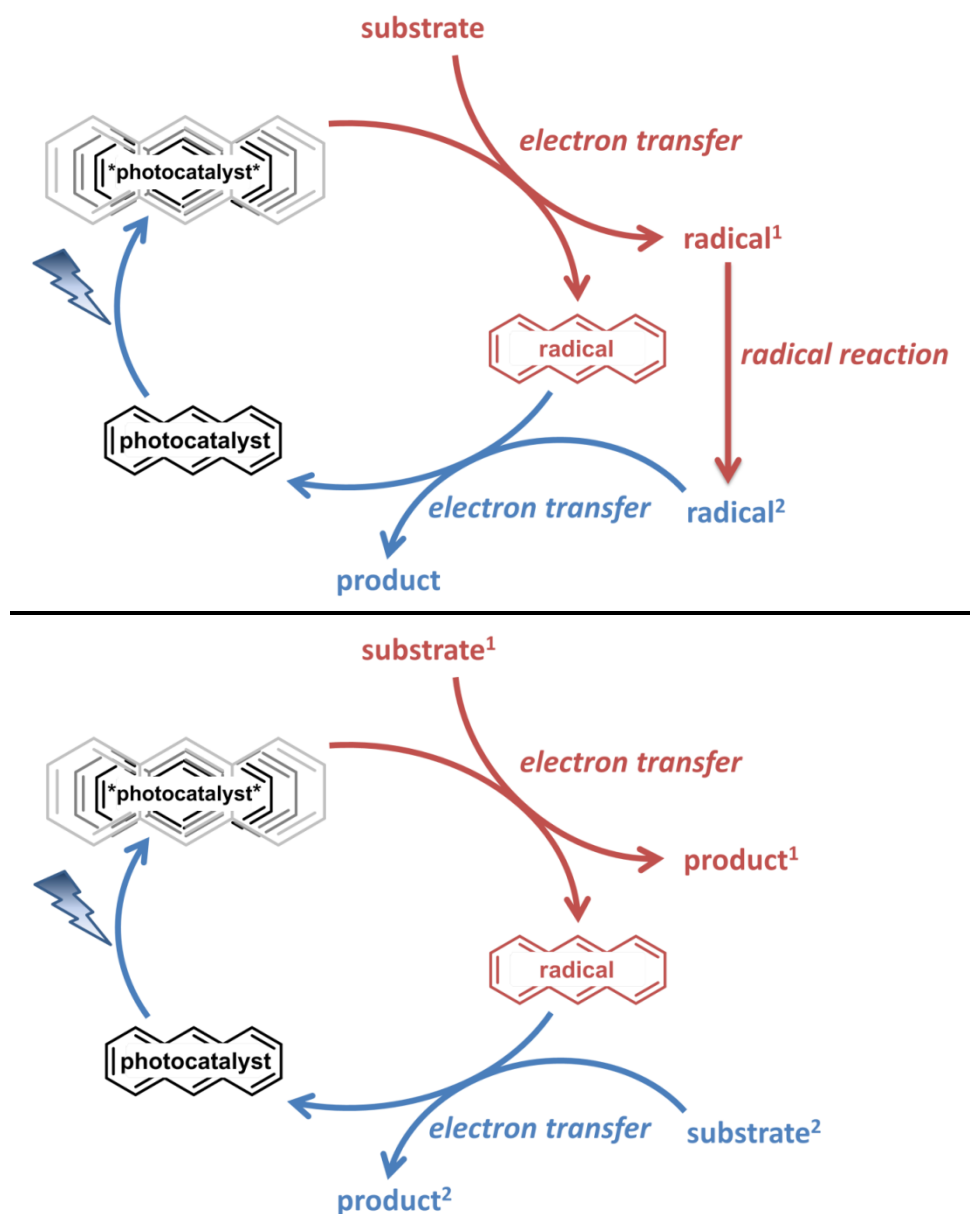 substrate
*photocatalyst*
electron transfer
radical¹
radical
radical reaction
photocatalyst
electron transfer
radical²
product
substrate¹
*photocatalyst*
electron transfer
product¹
radical
photocatalyst
electron transfer
substrate²
product²